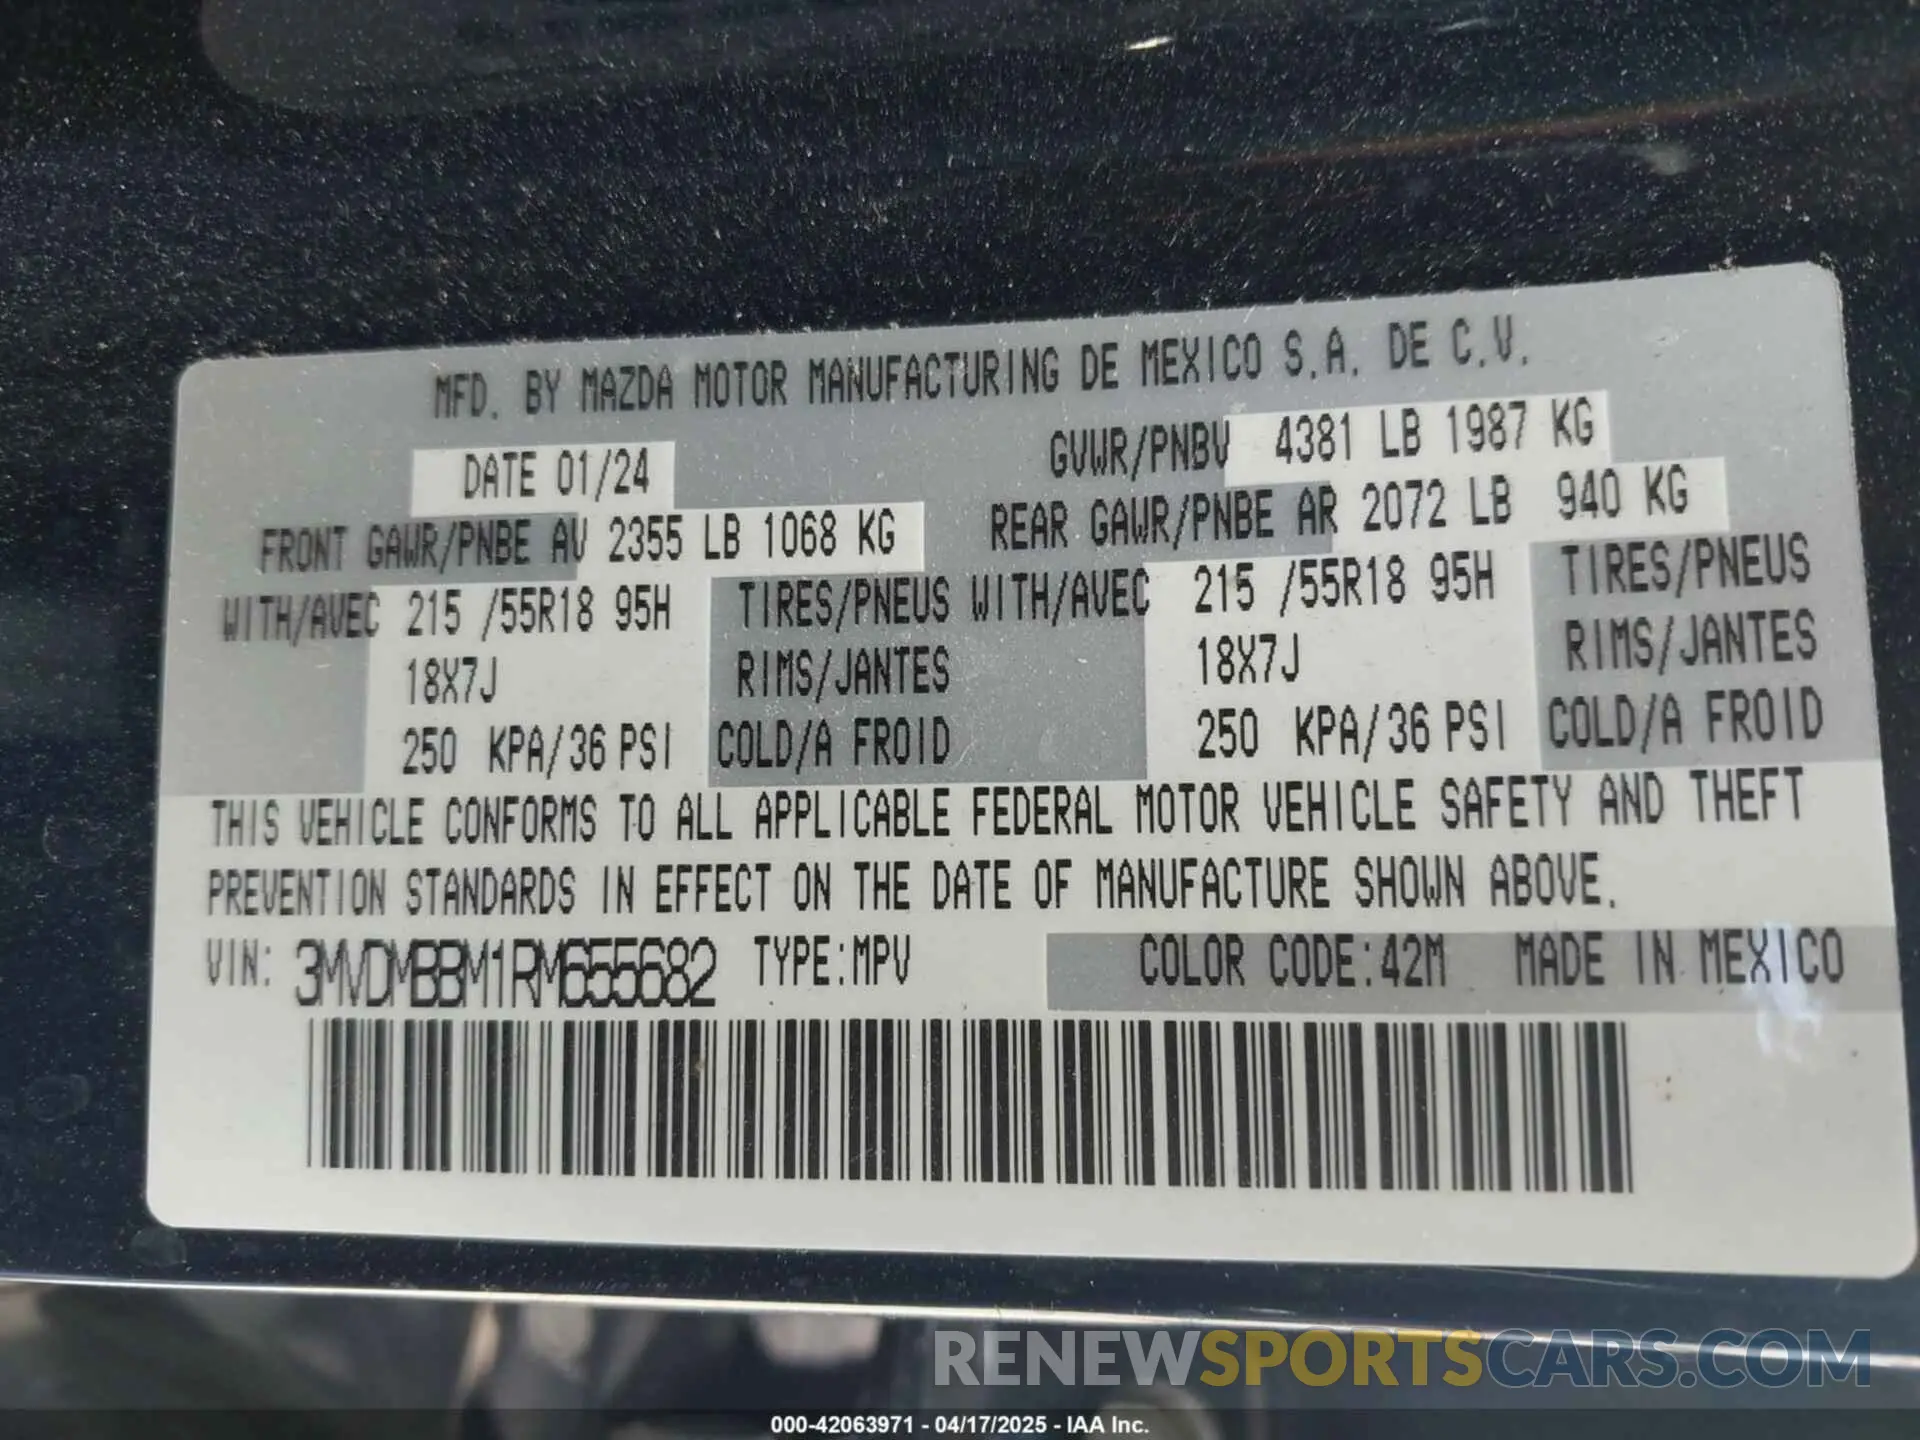 MFD. BY MAZDA MOTOR MANUFACTURING DE MEXICO S.A. DE C.V.
DATE 01/24 GVWR/PNBV 4381 LB 1987 KG
FRONT GAWR/PNBE AV 2355 LB 1068 KG REAR GAWR/PNBE AR 2072 LB 940 KG
WITH/AVEC 215 /55R18 95H TIRES/PNEUS WITH/AVEC 215 /55R18 95H TIRES/PNEUS
18X7J RIMS/JANTES 18X7J RIMS/JANTES
250 KPA/36 PSI COLD/A FROID 250 KPA/36 PSI COLD/A FROID
THIS VEHICLE CONFORMS TO ALL APPLICABLE FEDERAL MOTOR VEHICLE SAFETY AND THEFT
PREVENTION STANDARDS IN EFFECT ON THE DATE OF MANUFACTURE SHOWN ABOVE.
VIN: 3MVDMBBM1RM655682 TYPE:MPV COLOR CODE:42M MADE IN MEXICO
RENEWSPORTSCARS.COM
000-42063971 - 04/17/2025 - IAA Inc.